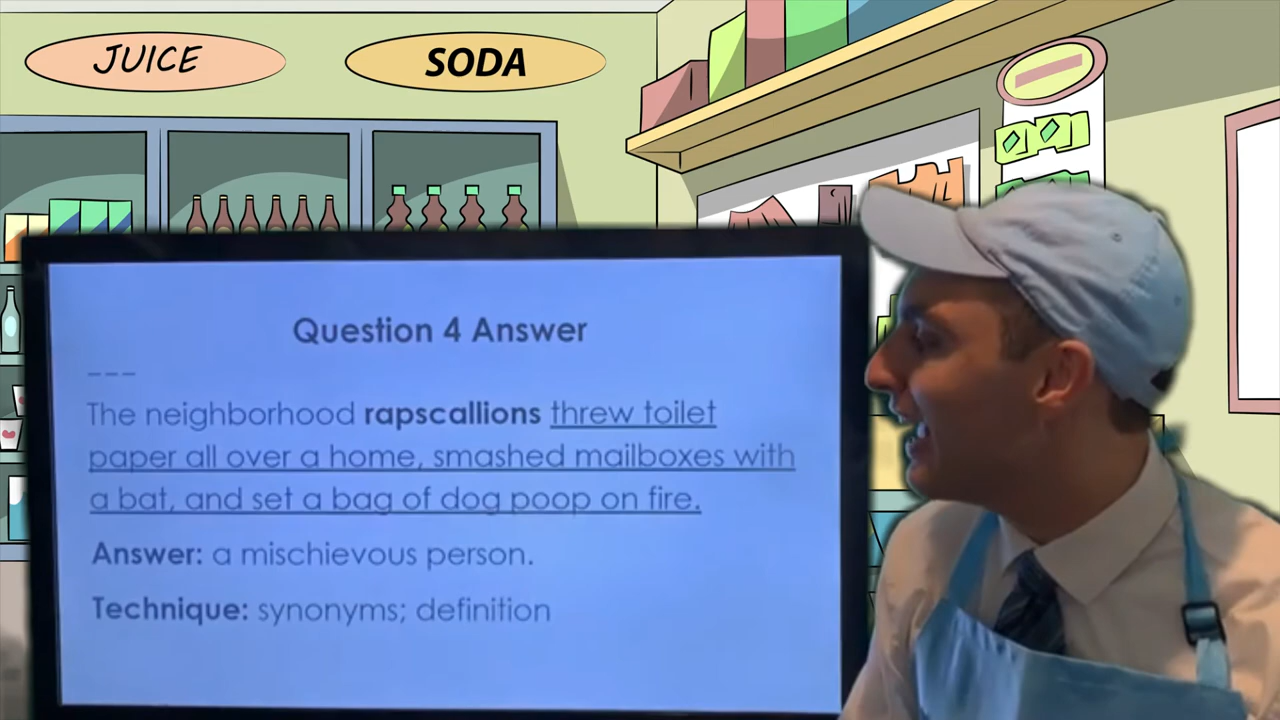 JUICE
SODA
Question 4 Answer
---
The neighborhood rapscallions threw toilet
paper all over a home, smashed mailboxes with
a bat, and set a bag of dog poop on fire.
Answer: a mischievous person.
Technique: synonyms; definition